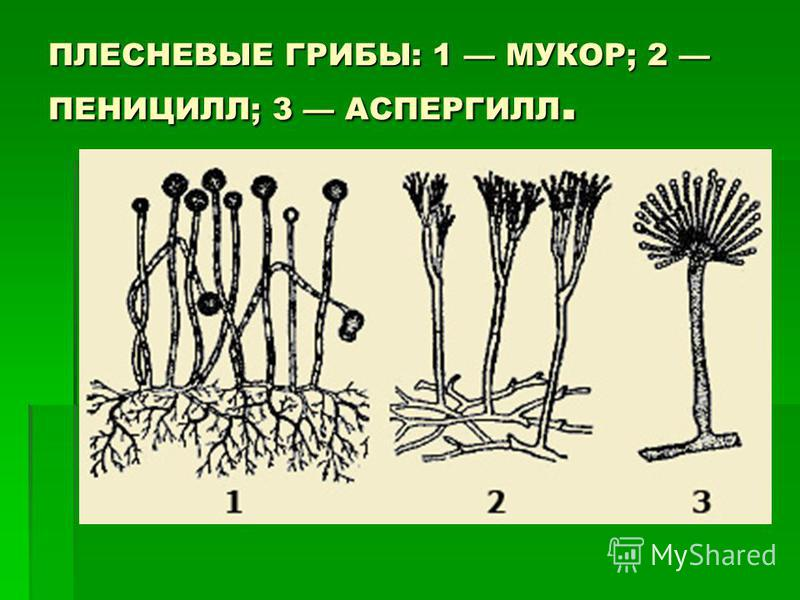 ПЛЕСНЕВЫЕ ГРИБЫ: 1 — МУКОР; 2 —
ПЕНИЦИЛЛ; 3 — АСПЕРГИЛЛ.
1 2 3
MyShared